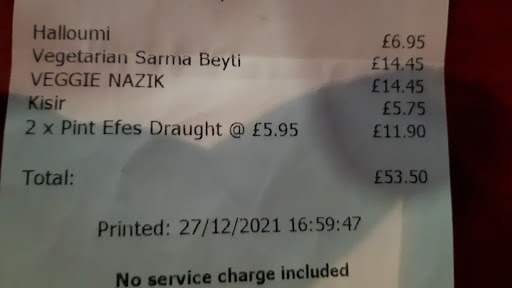 Halloumi £6.95
Vegetarian Sarma Beyti £14.45
VEGGIE NAZIK £14.45
Kisir £5.75
2 x Pint Efes Draught @ £5.95 £11.90
Total: £53.50
Printed: 27/12/2021 16:59:47
No service charge included